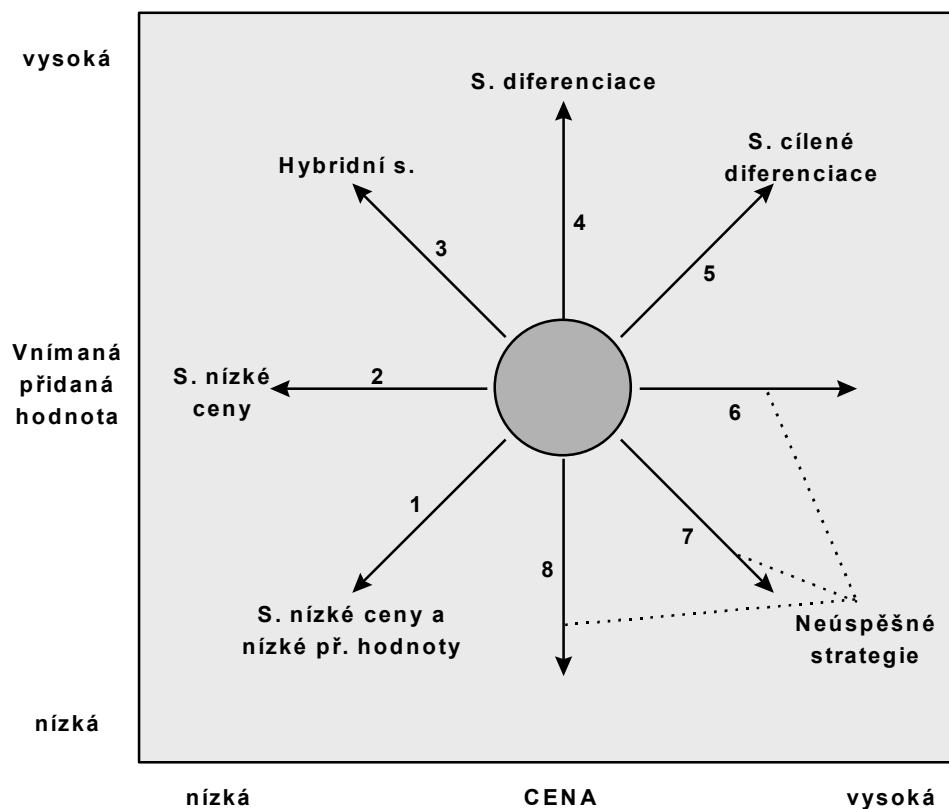 vysoká
S. diferenciace
S. cílené
diferenciace
Hybridní s.
4
3
5
Vnímaná
přidaná
hodnota
S. nízké
ceny
2
6
1
7
8
S. nízké ceny a
nízké př. hodnoty
Neúspěšné
strategie
nízká
nízká
CENA
vysoká